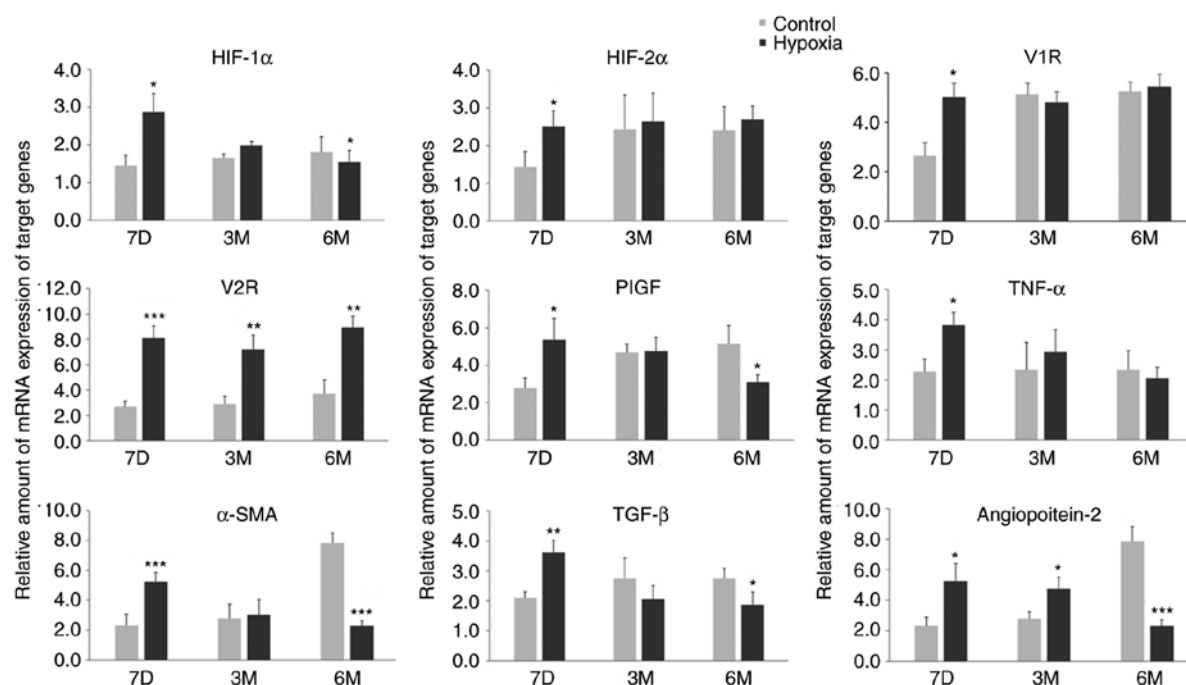 Control
Hypoxia
HIF-1α
HIF-2α
V1R
Relative amount of mRNA expression of target genes
4.0
3.0
2.0
1.0
0.0
*
*
7D
3M
6M
Relative amount of mRNA expression of target genes
4.0
3.0
2.0
1.0
0.0
*
7D
3M
6M
Relative amount of mRNA expression of target genes
6.0
4.0
2.0
0.0
*
7D
3M
6M
V2R
PIGF
TNF-α
12.0
10.0
8.0
6.0
4.0
2.0
0.0
***
**
**
7D
3M
6M
8.0
6.0
4.0
2.0
0.0
*
*
7D
3M
6M
5.0
4.0
3.0
2.0
1.0
0.0
*
7D
3M
6M
α-SMA
TGF-β
Angiopoitein-2
10.0
8.0
6.0
4.0
2.0
0.0
***
***
7D
3M
6M
5.0
4.0
3.0
2.0
1.0
0.0
**
*
7D
3M
6M
10.0
8.0
6.0
4.0
2.0
0.0
*
*
***
7D
3M
6M